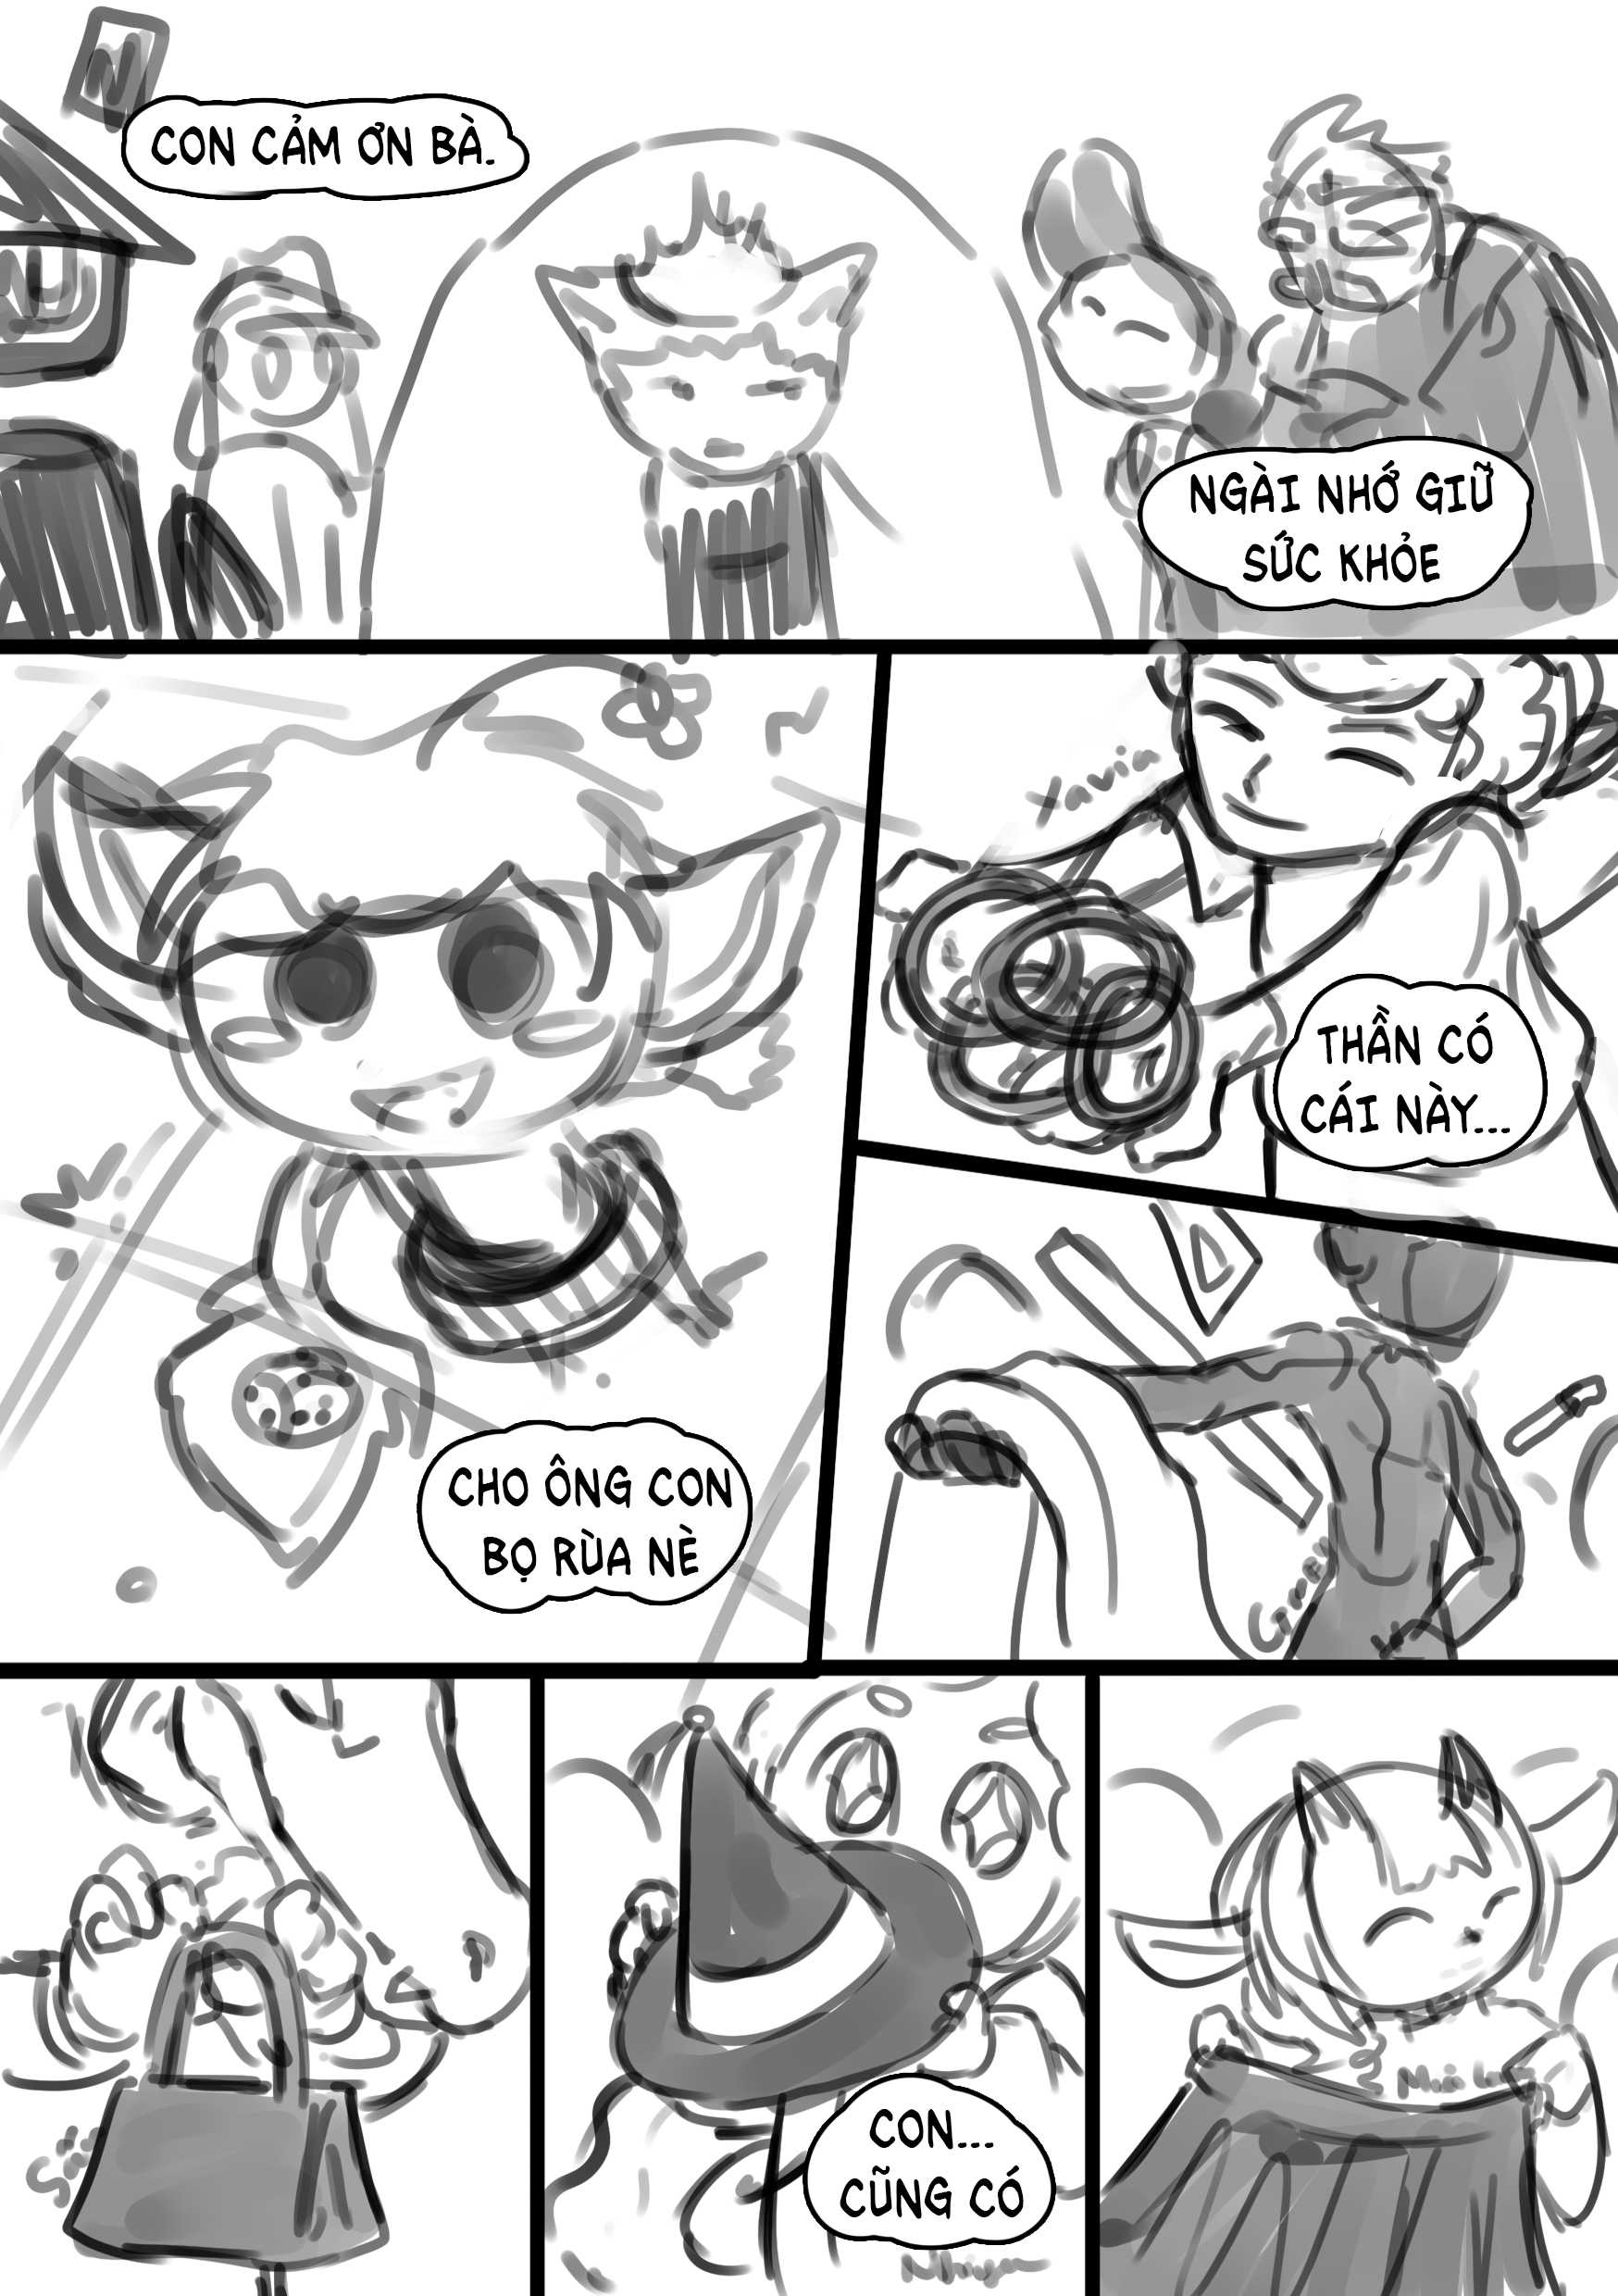 CON CẢM ƠN BÀ.
NGÀI NHỚ GIỮ
SỨC KHỎE
Xavia
THẦN CÓ
CÁI NÀY...
CHO ÔNG CON
BỌ RÙA NÈ
CON...
CŨNG CÓ